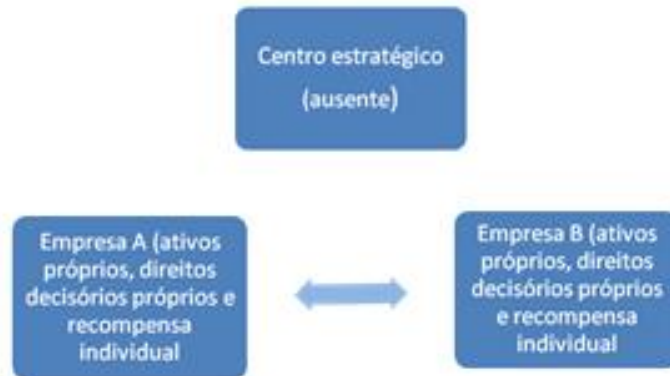 Centro estratégico
(ausente)
Empresa A (ativos
próprios, direitos
decisórios próprios e
recompensa
individual
Empresa B (ativos
próprios, direitos
decisórios próprios
e recompensa
individual